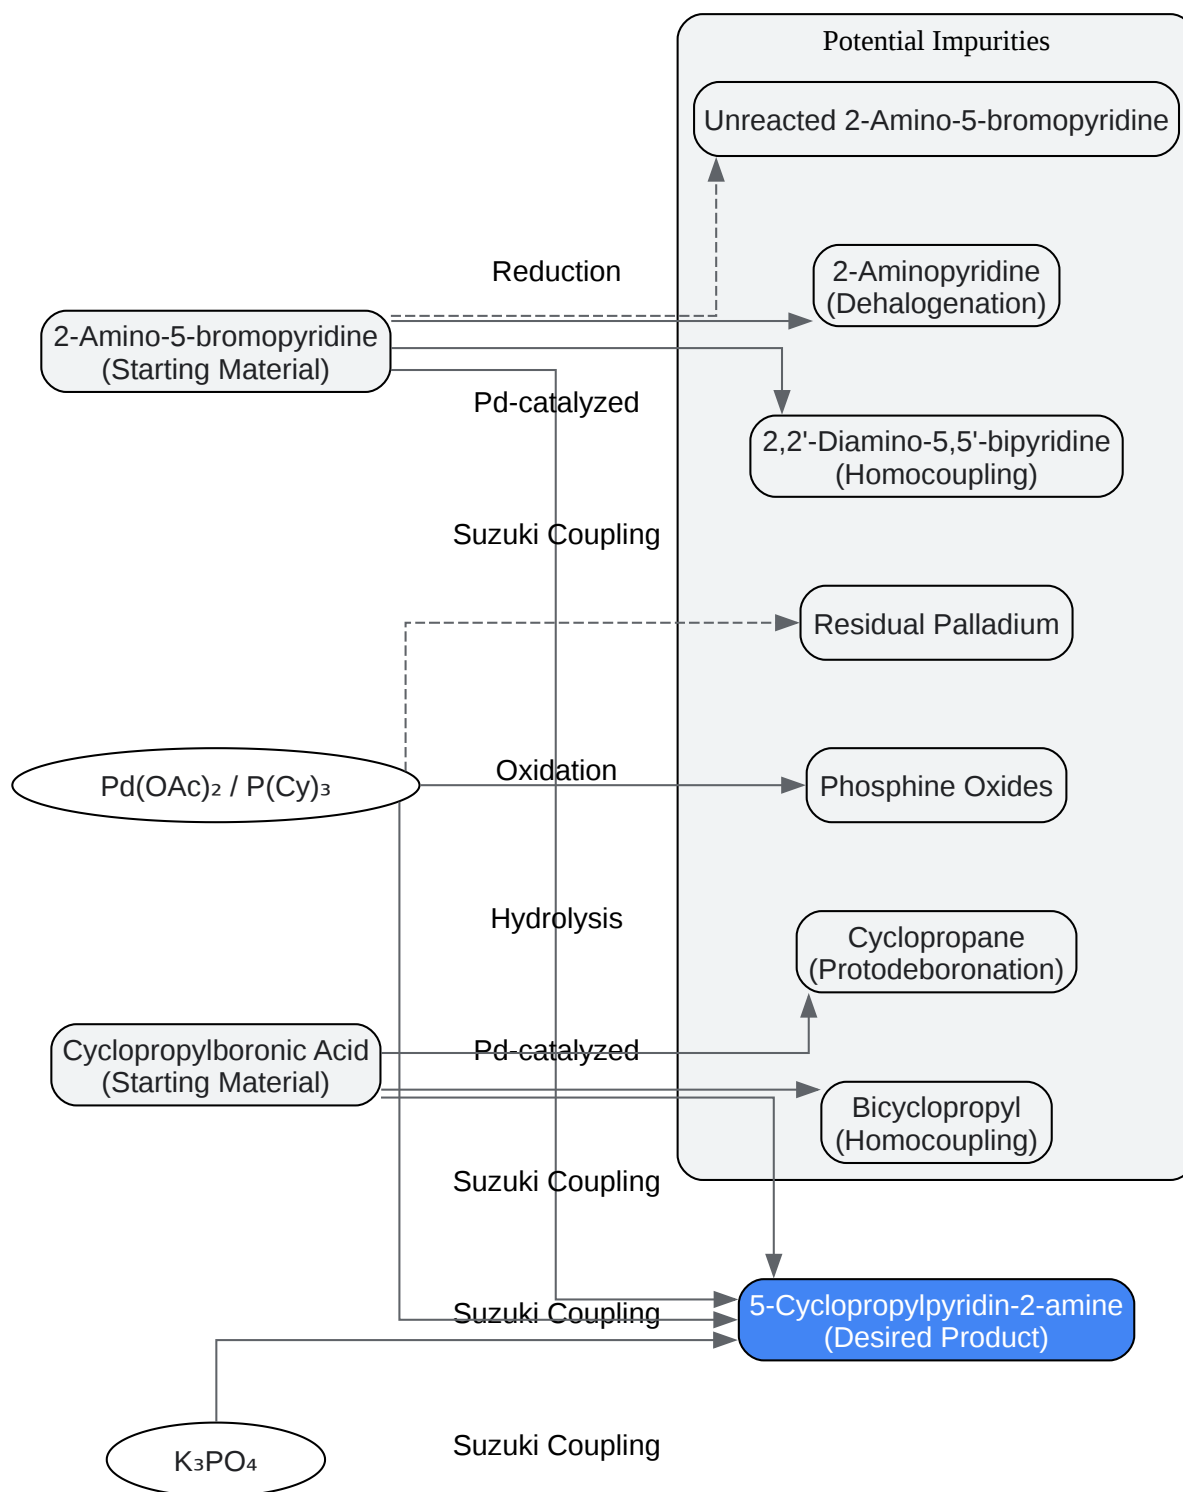 Potential Impurities
Unreacted 2-Amino-5-bromopyridine
Reduction
2-Aminopyridine
(Dehalogenation)
2-Amino-5-bromopyridine
(Starting Material)
Pd-catalyzed
2,2'-Diamino-5,5'-bipyridine
(Homocoupling)
Suzuki Coupling
Residual Palladium
Pd(OAc)₂ / P(Cy)₃
Oxidation
Phosphine Oxides
Hydrolysis
Cyclopropane
(Protodeboronation)
Cyclopropylboronic Acid
(Starting Material)
Pd-catalyzed
Bicyclopropyl
(Homocoupling)
Suzuki Coupling
Suzuki Coupling
5-Cyclopropylpyridin-2-amine
(Desired Product)
Suzuki Coupling
K₃PO₄